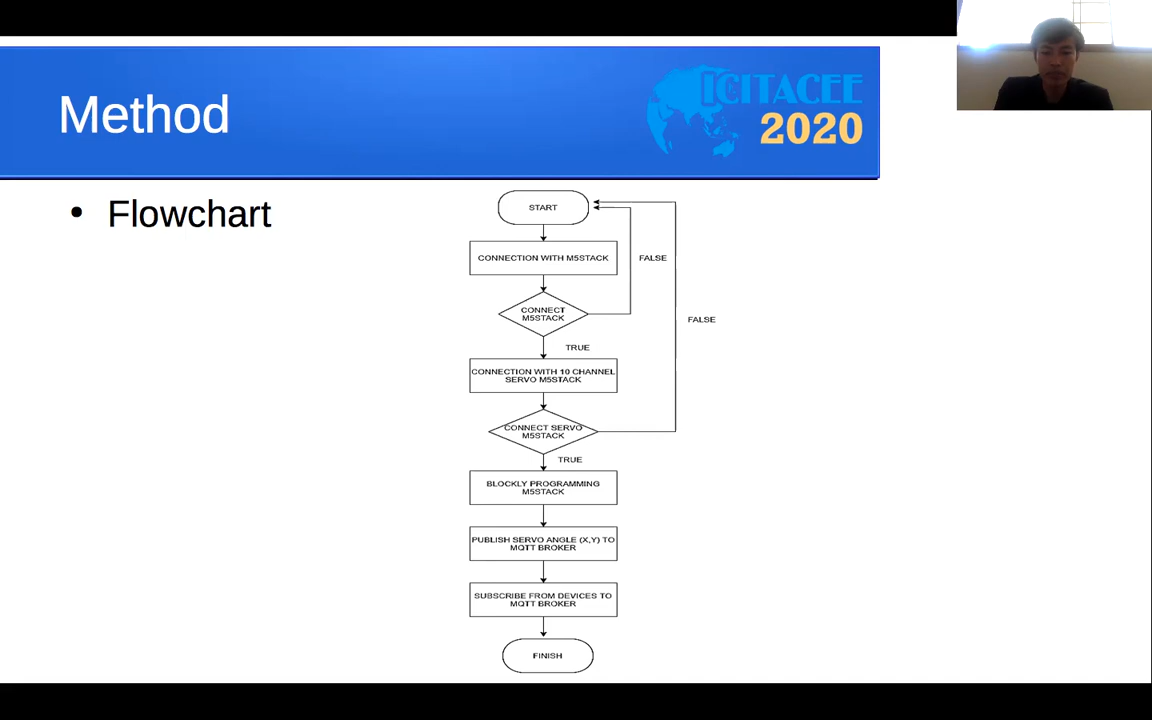 Method
ICITACEE
2020
• Flowchart
START
CONNECTION WITH M5STACK
FALSE
CONNECT
M5STACK
FALSE
TRUE
CONNECTION WITH 10 CHANNEL
SERVO M5STACK
CONNECT SERVO
M5STACK
TRUE
BLOCKLY PROGRAMMING
M5STACK
PUBLISH SERVO ANGLE (X,Y) TO
MQTT BROKER
SUBSCRIBE FROM DEVICES TO
MQTT BROKER
FINISH